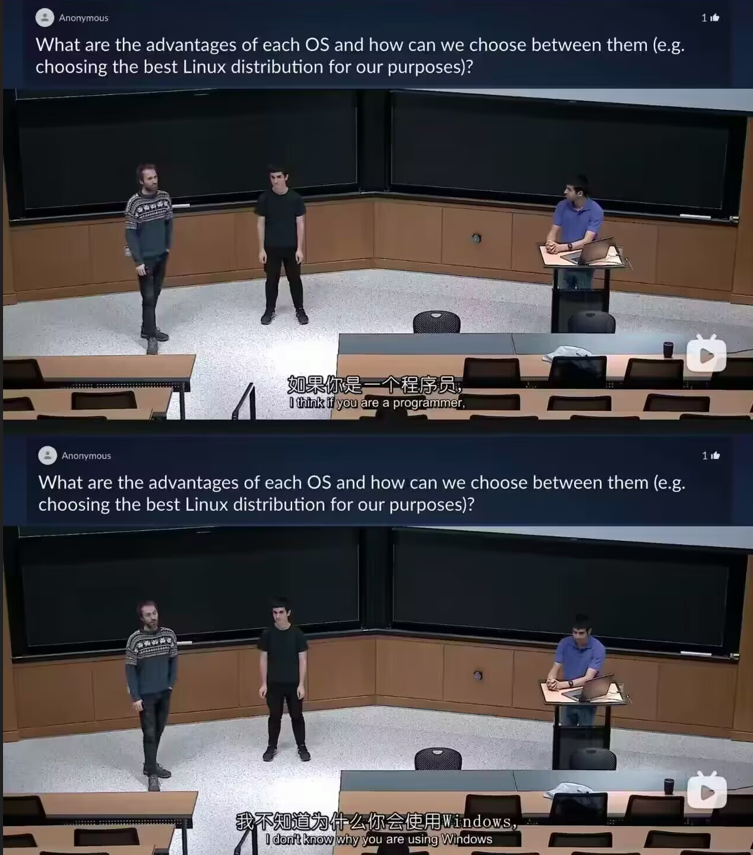 Anonymous
1
What are the advantages of each OS and how can we choose between them (e.g.
choosing the best Linux distribution for our purposes)?
如果你是一个程序员,
I think if you are a programmer,
Anonymous
1
What are the advantages of each OS and how can we choose between them (e.g.
choosing the best Linux distribution for our purposes)?
我不知道为什么你会使用Windows,
I don't know why you are using Windows